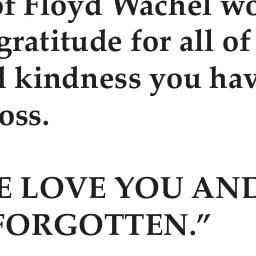 of Floyd Wachel wo
gratitude for all of
l kindness you hav
oss.
E LOVE YOU AND
FORGOTTEN.”